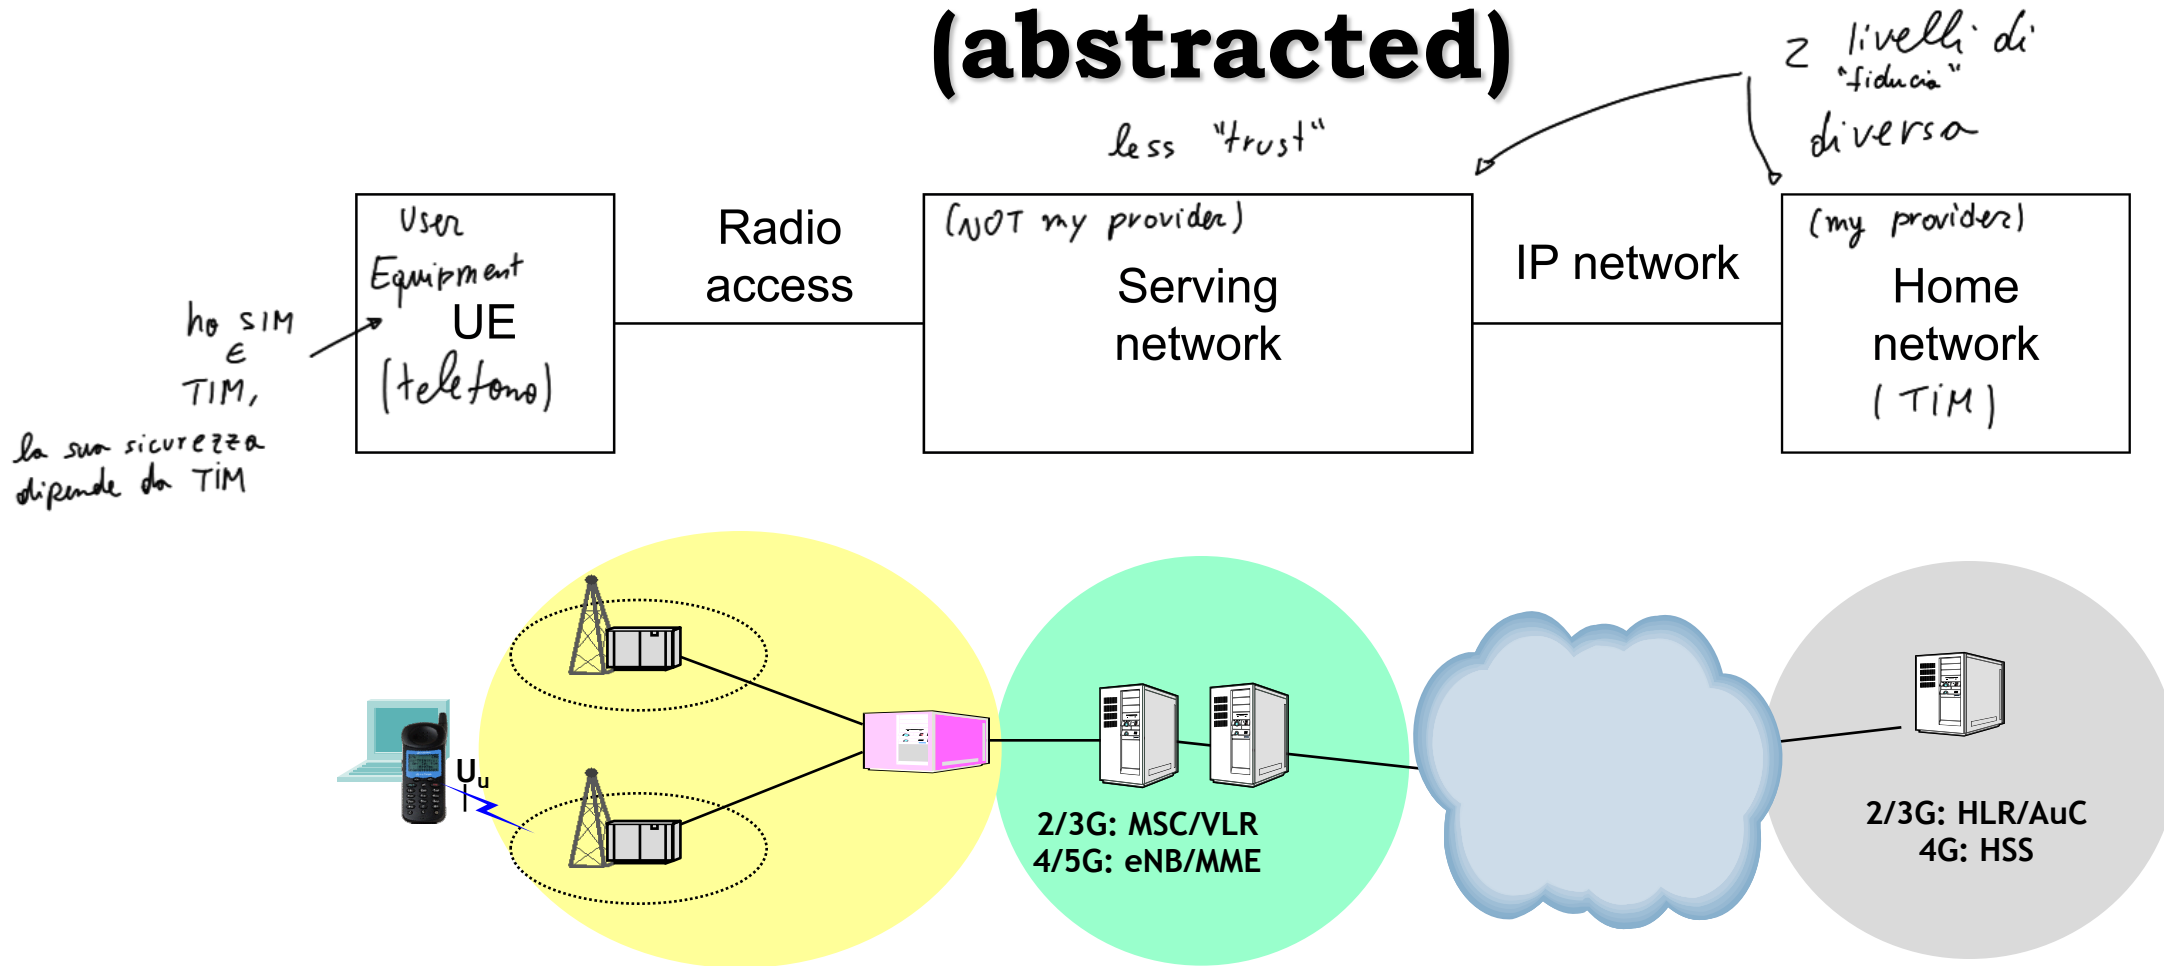 (abstracted)
2 livelli di
"fiducia"
diversa
less "trust"
User
Equipment
UE
(telefono)
Radio
access
(NOT my provider)
Serving
network
IP network
(my provider)
Home
network
(TIM)
ho SIM
E
TIM,
la sua sicurezza
dipende da TIM
Uu
2/3G: MSC/VLR
4/5G: eNB/MME
2/3G: HLR/AuC
4G: HSS